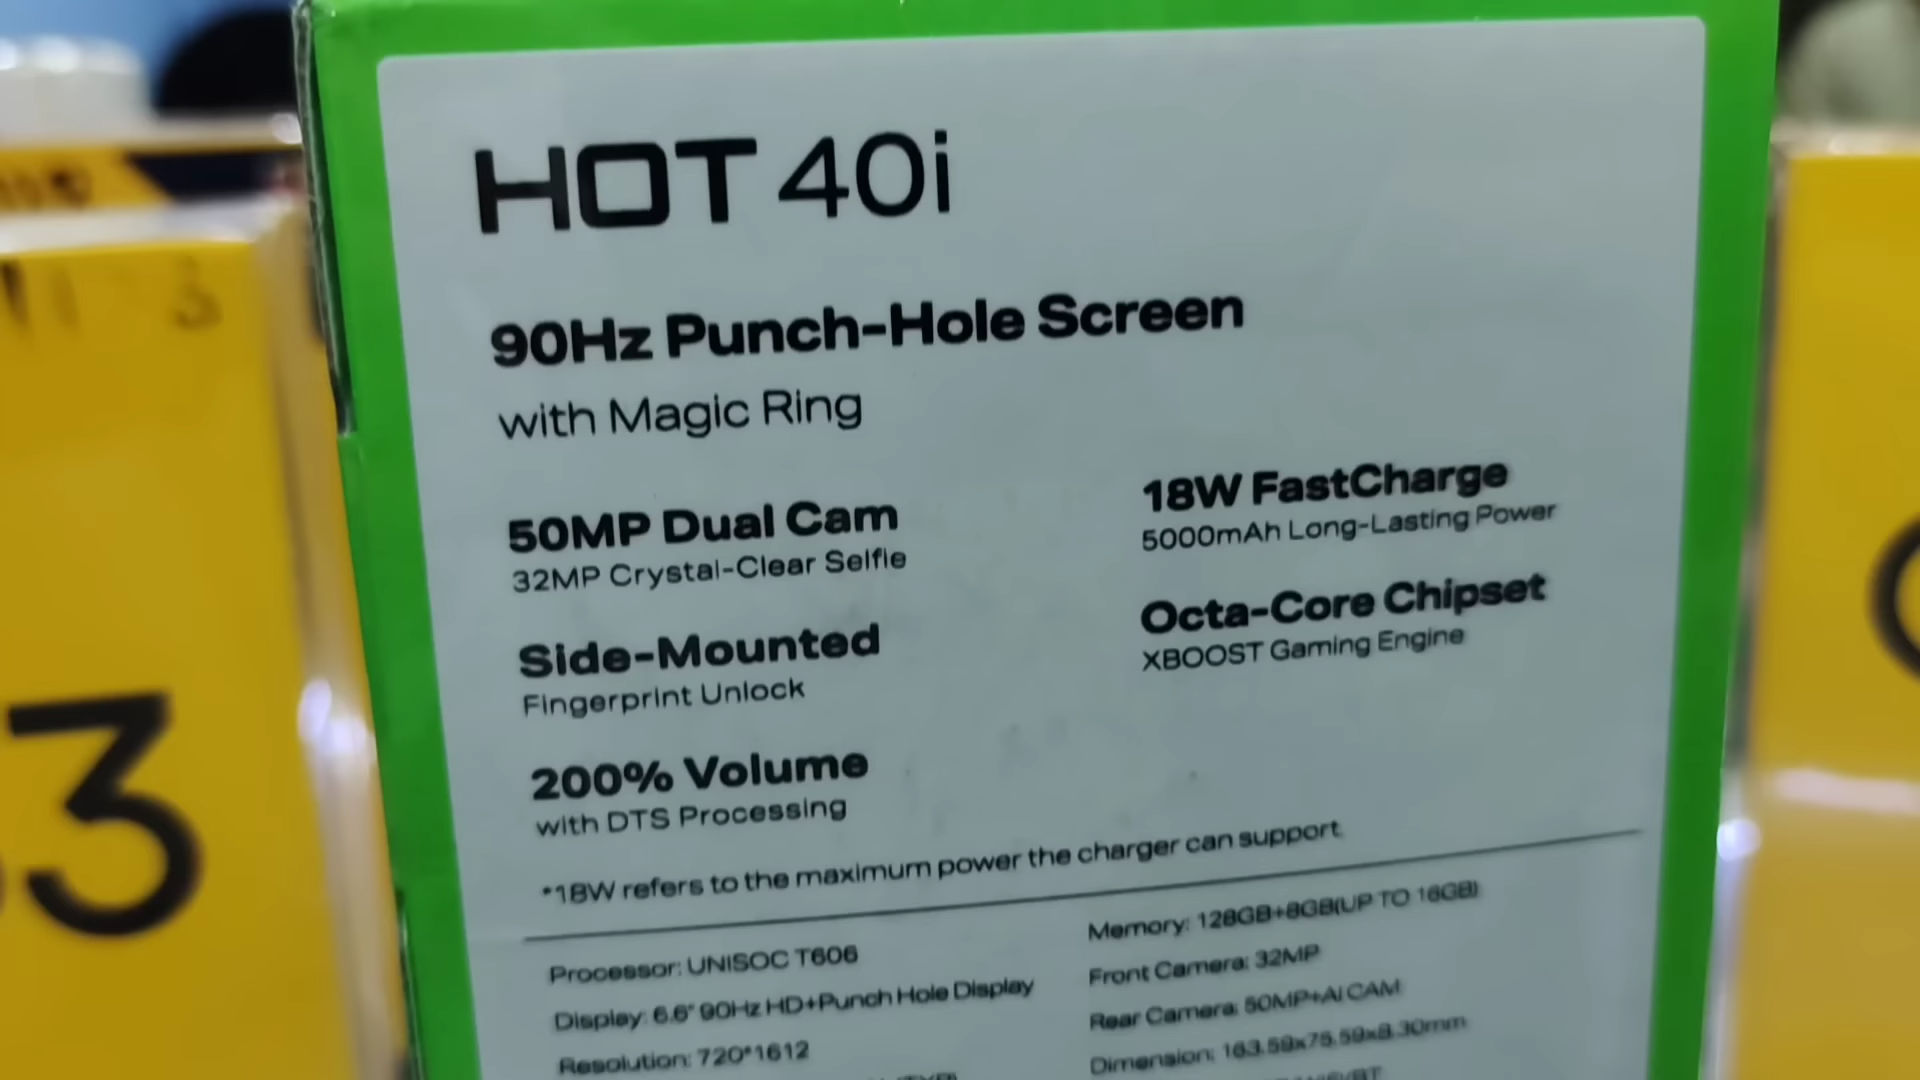 HOT 40i
90Hz Punch-Hole Screen
with Magic Ring
50MP Dual Cam
32MP Crystal-Clear Selfie
Side-Mounted
Fingerprint Unlock
200% Volume
with DTS Processing
18W FastCharge
5000mAh Long-Lasting Power
Octa-Core Chipset
XBOOST Gaming Engine
*18W refers to the maximum power the charger can support.
Processor: UNISOC T606
Display: 6.6" 90Hz HD+Punch Hole Display
Resolution: 720*1612
Memory: 128GB+8GB(UP TO 16GB)
Front Camera: 32MP
Rear Camera: 50MP+AI CAM
Dimension: 163.59x75.59x8.30mm
3